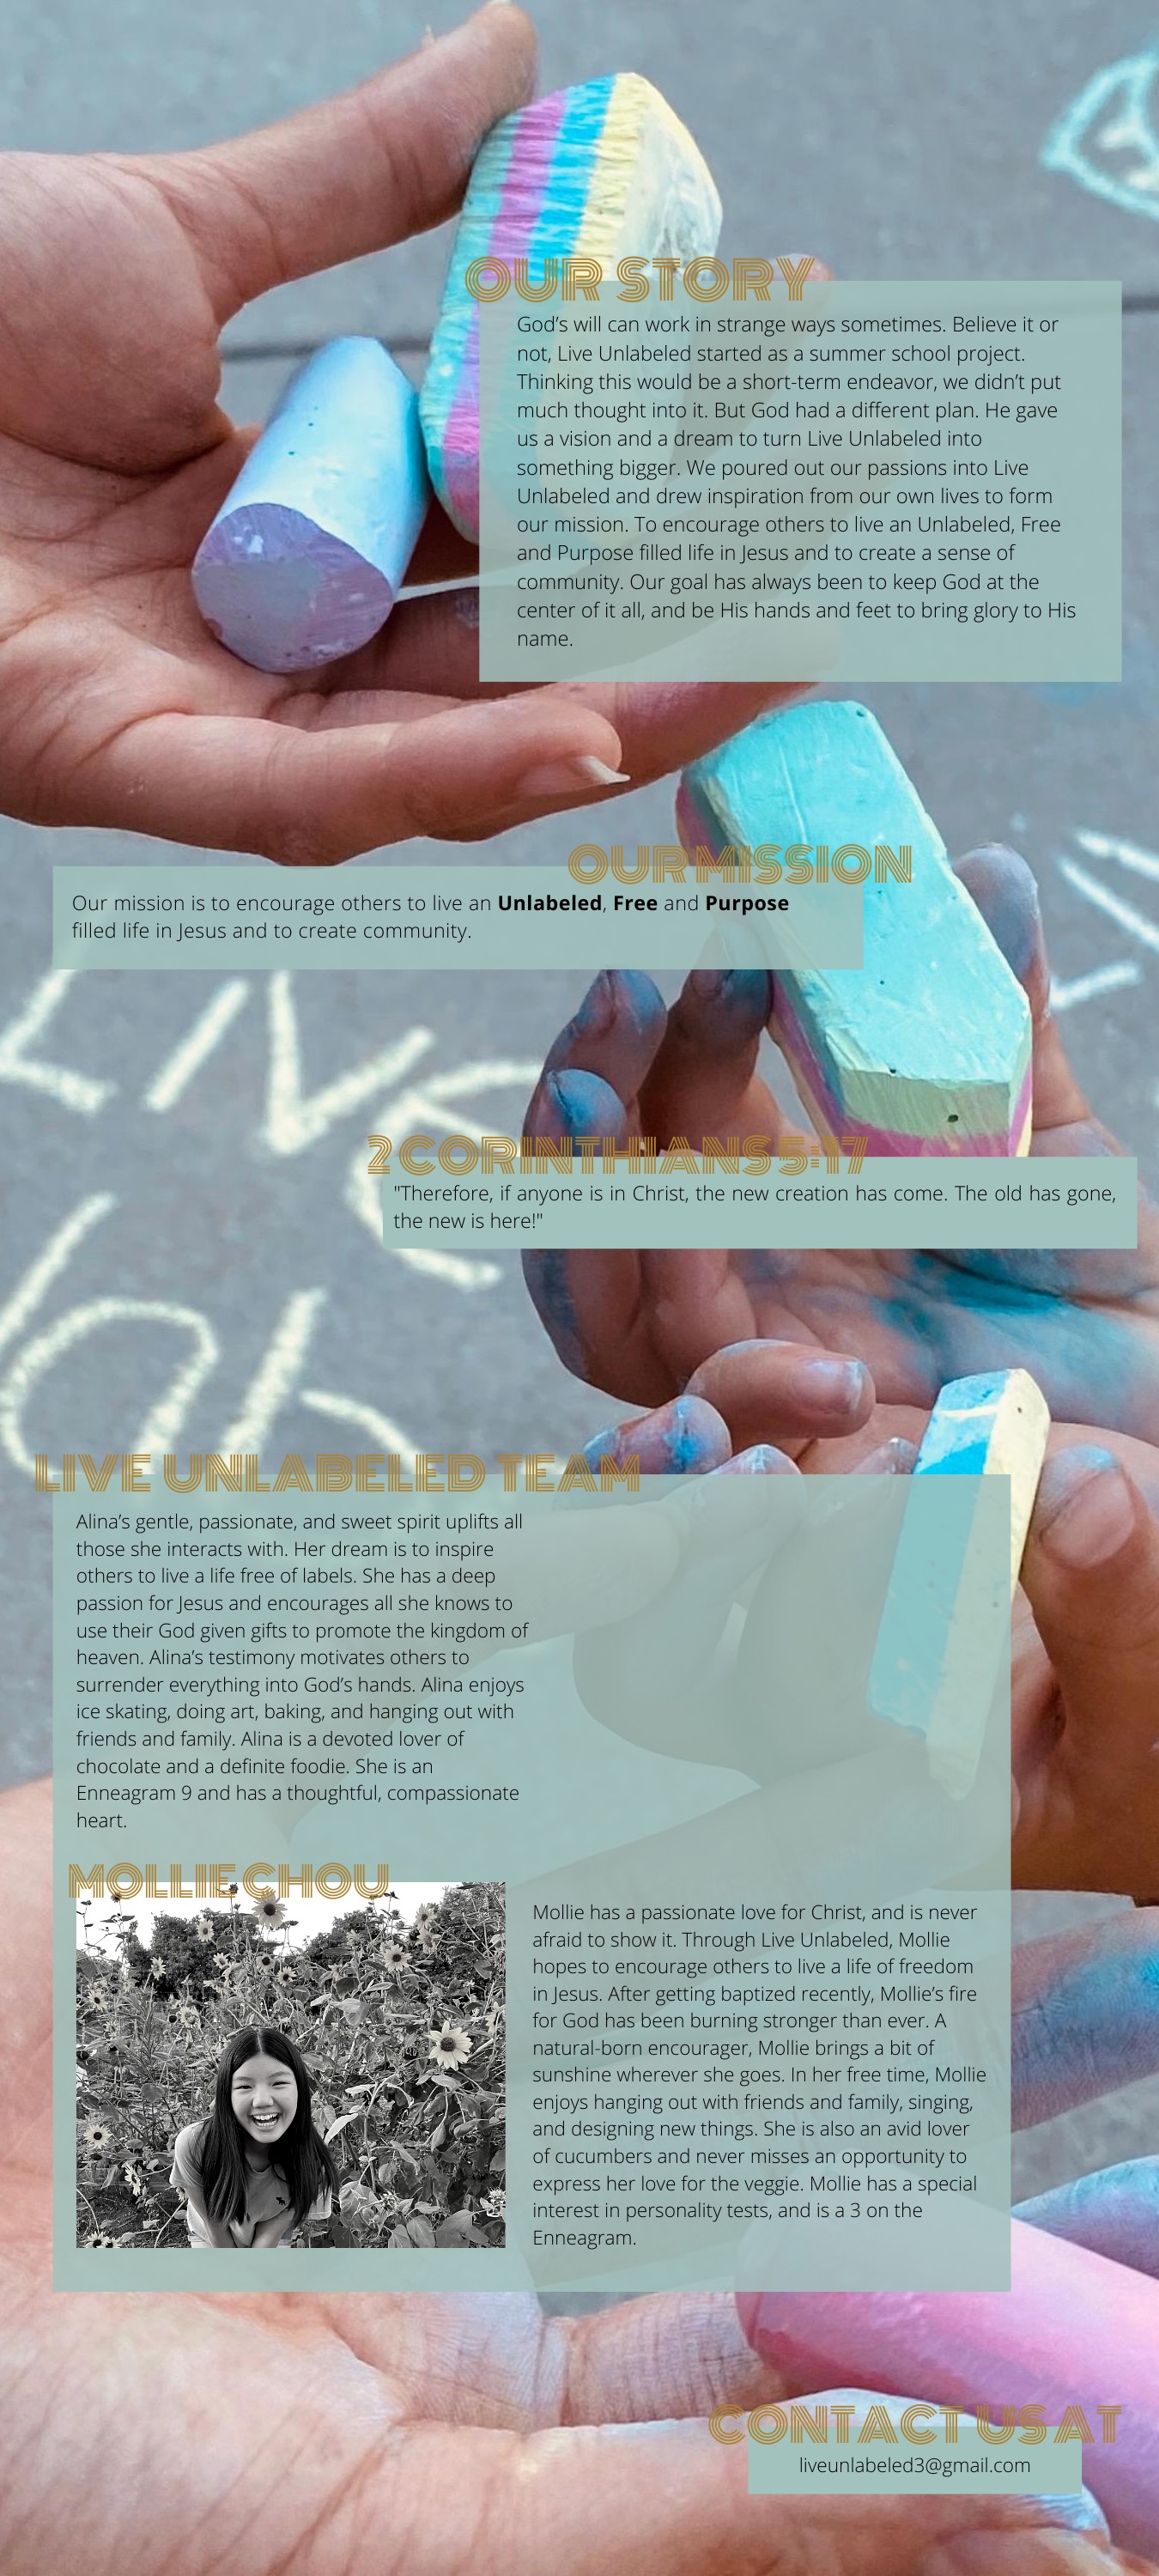 OUR STORY
God’s will can work in strange ways sometimes. Believe it or
not, Live Unlabeled started as a summer school project.
Thinking this would be a short-term endeavor, we didn’t put
much thought into it. But God had a different plan. He gave
us a vision and a dream to turn Live Unlabeled into
something bigger. We poured out our passions into Live
Unlabeled and drew inspiration from our own lives to form
our mission. To encourage others to live an Unlabeled, Free
and Purpose filled life in Jesus and to create a sense of
community. Our goal has always been to keep God at the
center of it all, and be His hands and feet to bring glory to His
name.
OUR MISSION
Our mission is to encourage others to live an Unlabeled, Free and Purpose
filled life in Jesus and to create community.
2 CORINTHIANS 5:17
"Therefore, if anyone is in Christ, the new creation has come. The old has gone,
the new is here!"
LIVE UNLABELED TEAM
Alina’s gentle, passionate, and sweet spirit uplifts all
those she interacts with. Her dream is to inspire
others to live a life free of labels. She has a deep
passion for Jesus and encourages all she knows to
use their God given gifts to promote the kingdom of
heaven. Alina’s testimony motivates others to
surrender everything into God’s hands. Alina enjoys
ice skating, doing art, baking, and hanging out with
friends and family. Alina is a devoted lover of
chocolate and a definite foodie. She is an
Enneagram 9 and has a thoughtful, compassionate
heart.
MOLLIE CHOU
Mollie has a passionate love for Christ, and is never
afraid to show it. Through Live Unlabeled, Mollie
hopes to encourage others to live a life of freedom
in Jesus. After getting baptized recently, Mollie’s fire
for God has been burning stronger than ever. A
natural-born encourager, Mollie brings a bit of
sunshine wherever she goes. In her free time, Mollie
enjoys hanging out with friends and family, singing,
and designing new things. She is also an avid lover
of cucumbers and never misses an opportunity to
express her love for the veggie. Mollie has a special
interest in personality tests, and is a 3 on the
Enneagram.
CONTACT US AT
liveunlabeled3@gmail.com